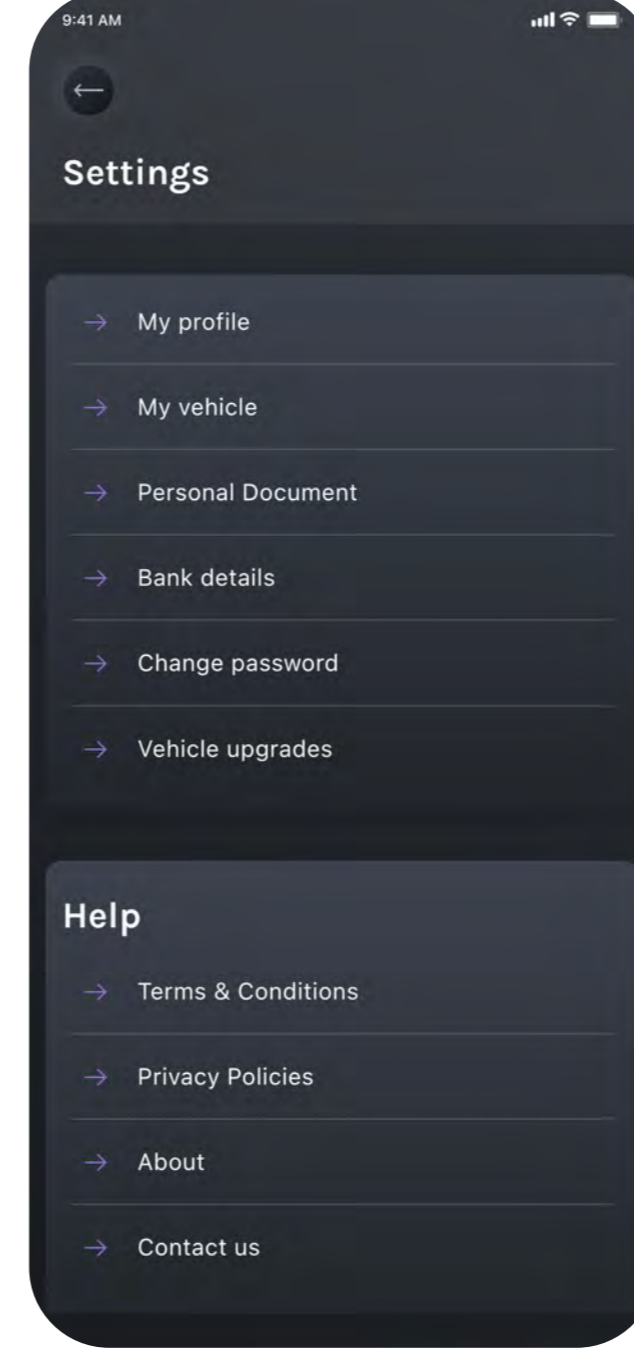 9:41 AM
Settings
My profile
My vehicle
Personal Document
Bank details
Change password
Vehicle upgrades
Help
Terms & Conditions
Privacy Policies
About
Contact us